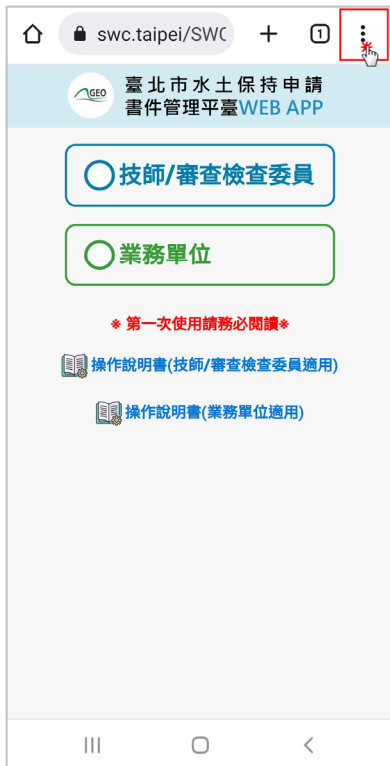 swc.taipei/SWC
1
GEO
臺北市水土保持申請
書件管理平臺WEB APP
技師/審查檢查委員
業務單位
※ 第一次使用請務必閱讀※
操作說明書(技師/審查檢查委員適用)
操作說明書(業務單位適用)